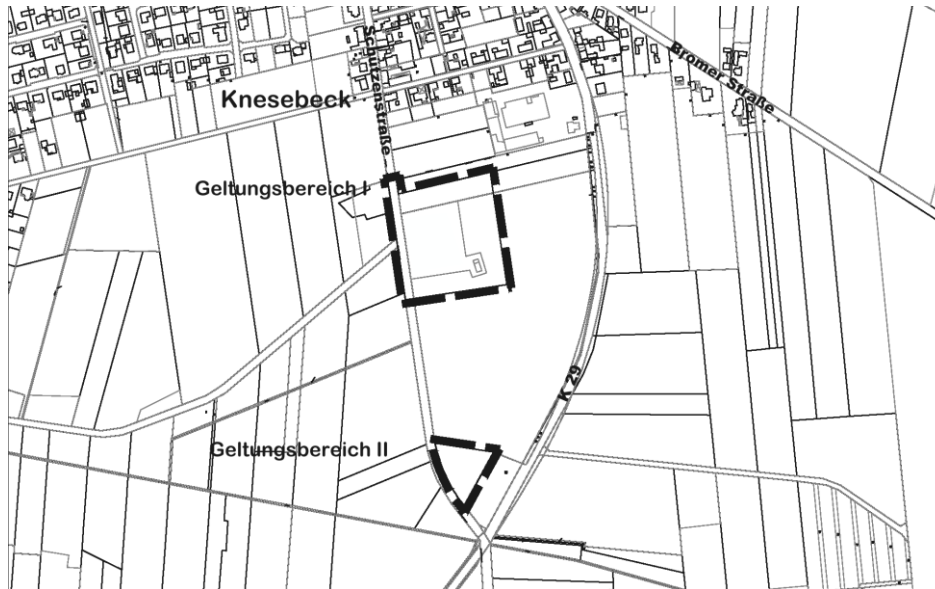 Schützenstraße
Bromer Straße
Knesebeck
Geltungsbereich I
K 29
Geltungsbereich II